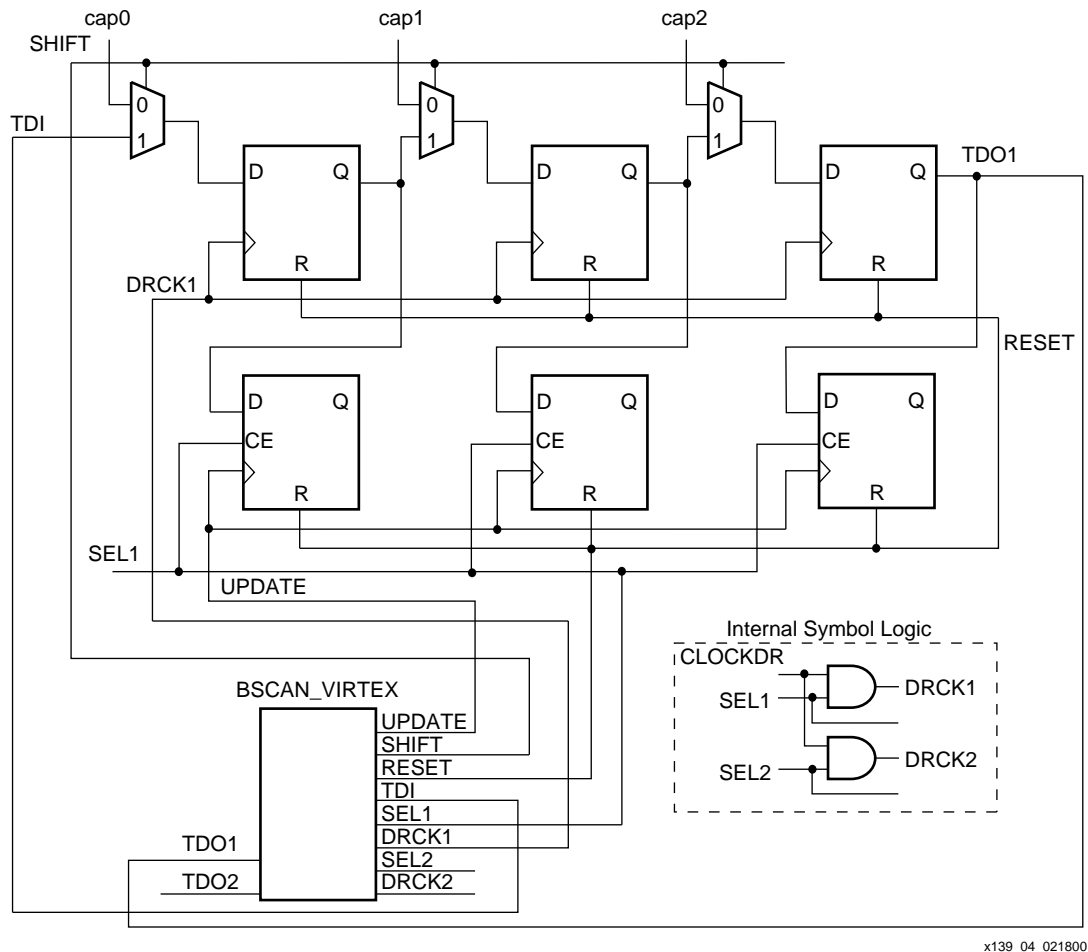 cap0 cap1 cap2
SHIFT
0 0 0
TDI
1 1 1
D Q D Q D Q TDO1
R R R
DRCK1
RESET
D Q D Q D Q
CE CE CE
R R R
SEL1
UPDATE
Internal Symbol Logic
CLOCKDR
SEL1 DRCK1
SEL2 DRCK2
BSCAN_VIRTEX
UPDATE
SHIFT
RESET
TDI
SEL1
DRCK1
SEL2
DRCK2
TDO1
TDO2
x139_04_021800